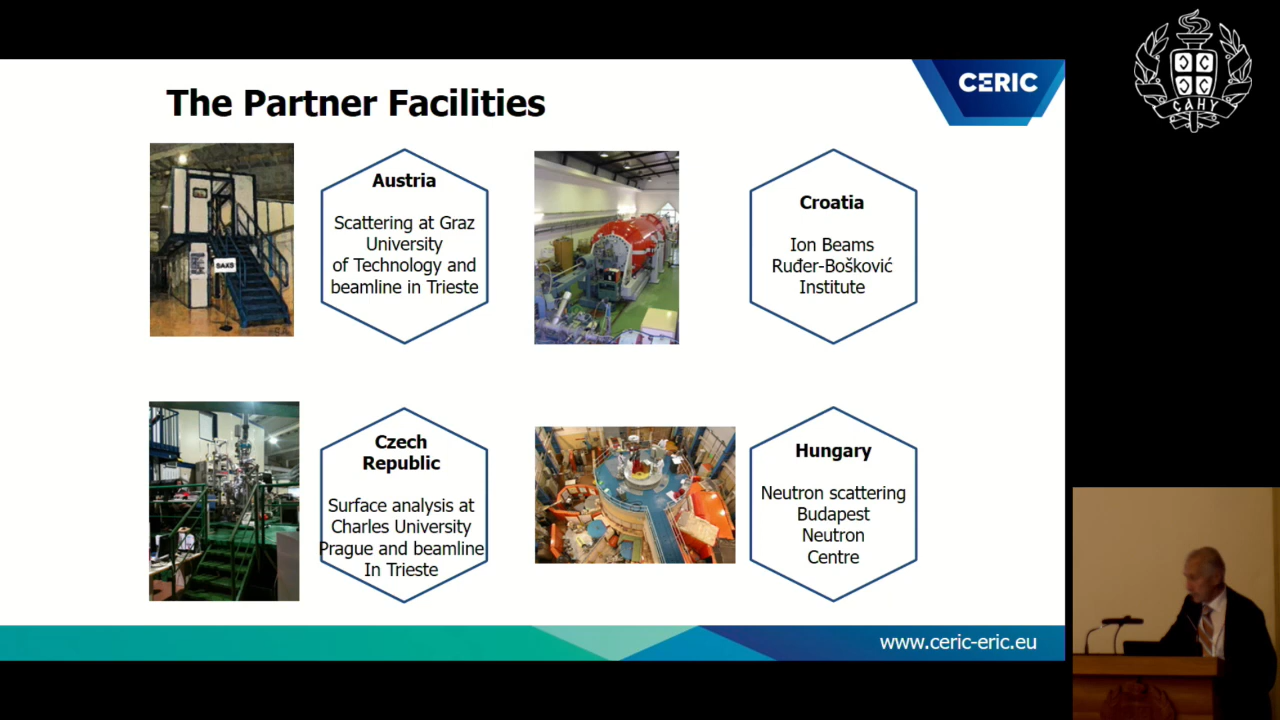 The Partner Facilities
CERIC
SAXS
Austria
Scattering at Graz
University
of Technology and
beamline in Trieste
Croatia
Ion Beams
Ruđer-Bošković
Institute
Czech
Republic
Surface analysis at
Charles University
Prague and beamline
In Trieste
Hungary
Neutron scattering
Budapest
Neutron
Centre
www.ceric-eric.eu
САНУ